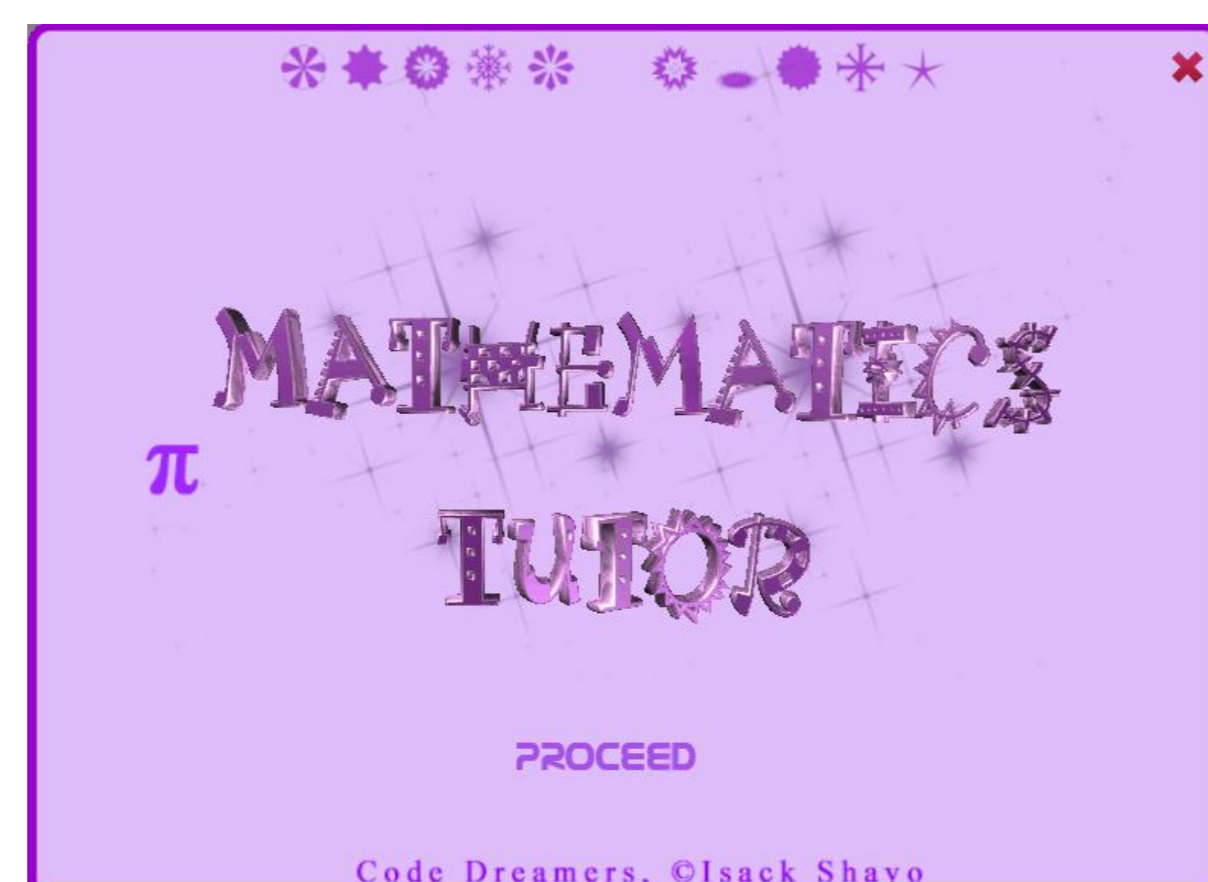 MATHEMATICS
π
TUTOR
PROCEED
Code Dreamers, ©Isack Shayo